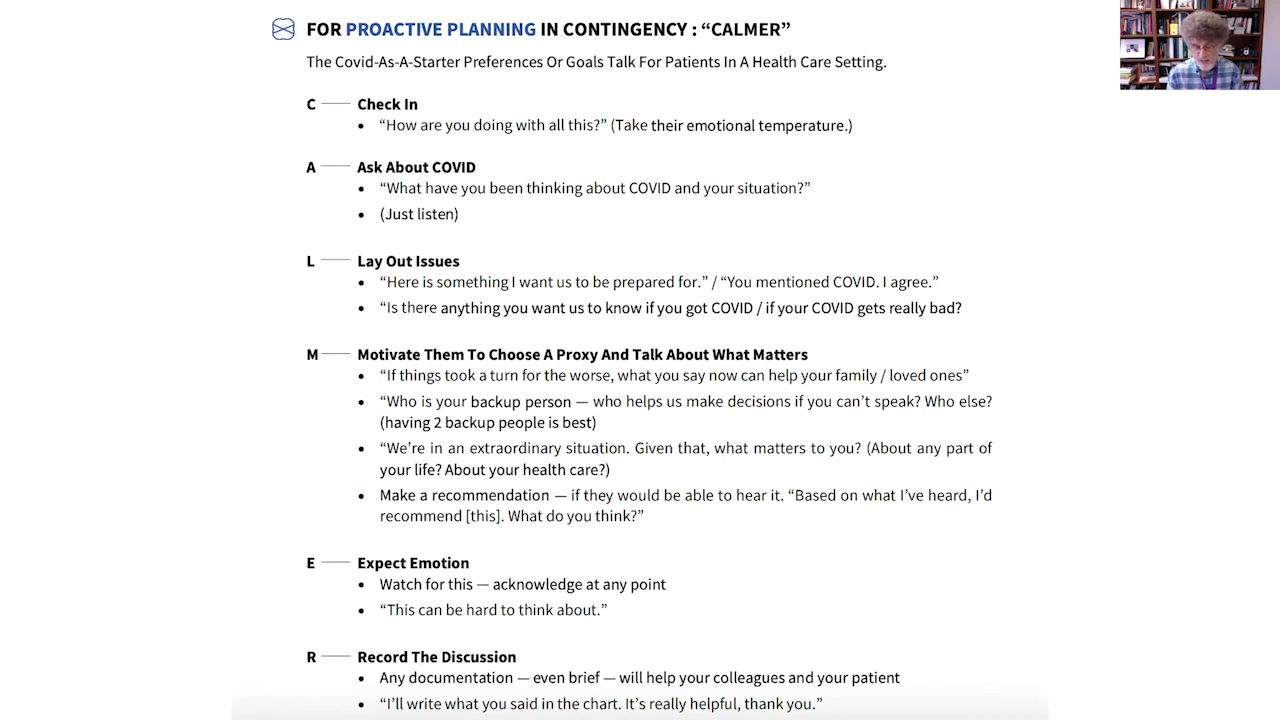 FOR PROACTIVE PLANNING IN CONTINGENCY : “CALMER”
The Covid-As-A-Starter Preferences Or Goals Talk For Patients In A Health Care Setting.
C Check In
• “How are you doing with all this?” (Take their emotional temperature.)
A Ask About COVID
• “What have you been thinking about COVID and your situation?”
• (Just listen)
L Lay Out Issues
• “Here is something I want us to be prepared for.” / “You mentioned COVID. I agree.”
• “Is there anything you want us to know if you got COVID / if your COVID gets really bad?
M Motivate Them To Choose A Proxy And Talk About What Matters
• “If things took a turn for the worse, what you say now can help your family / loved ones”
• “Who is your backup person — who helps us make decisions if you can’t speak? Who else?
(having 2 backup people is best)
• “We’re in an extraordinary situation. Given that, what matters to you? (About any part of
your life? About your health care?)
• Make a recommendation — if they would be able to hear it. “Based on what I’ve heard, I’d
recommend [this]. What do you think?”
E Expect Emotion
• Watch for this — acknowledge at any point
• “This can be hard to think about.”
R Record The Discussion
• Any documentation — even brief — will help your colleagues and your patient
• “I’ll write what you said in the chart. It’s really helpful, thank you.”